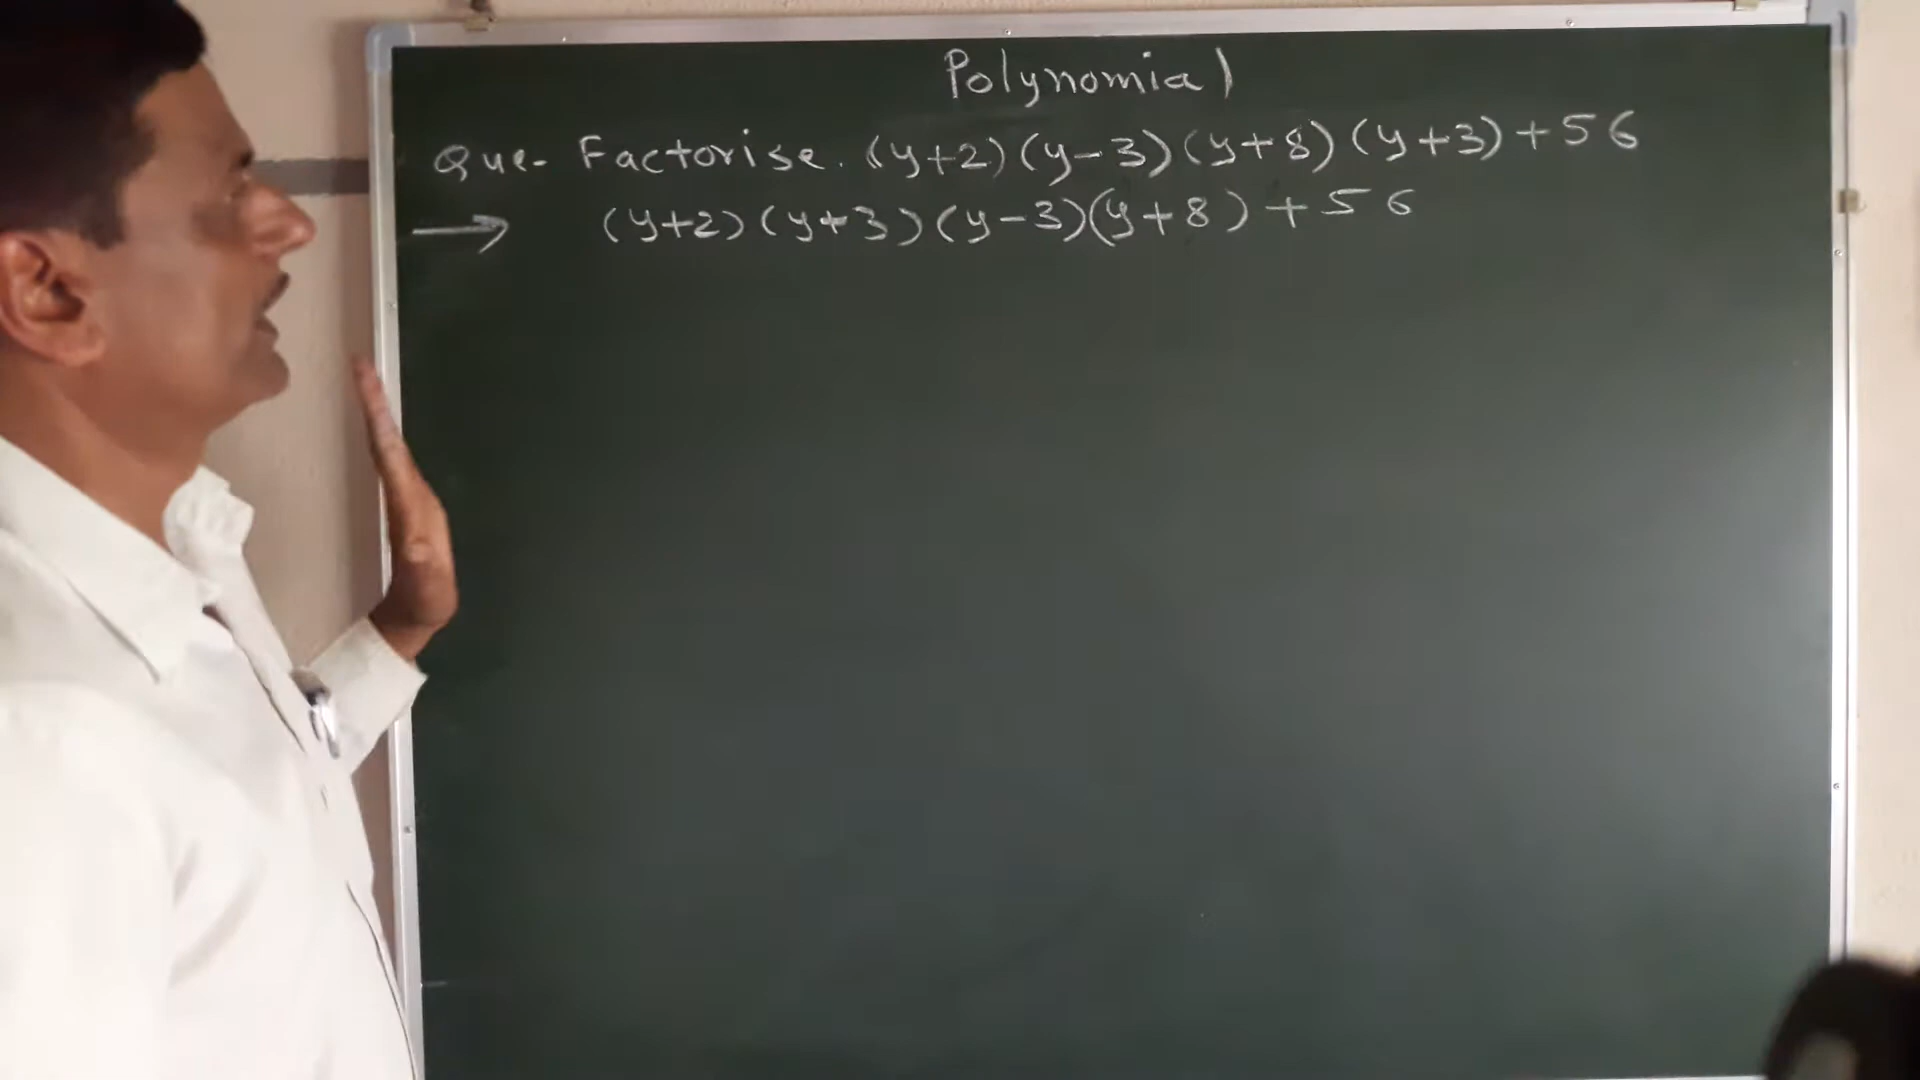 Polynomial
Que- Factorise. (y+2)(y-3)(y+8)(y+3)+56
→ (y+2)(y+3)(y-3)(y+8)+56